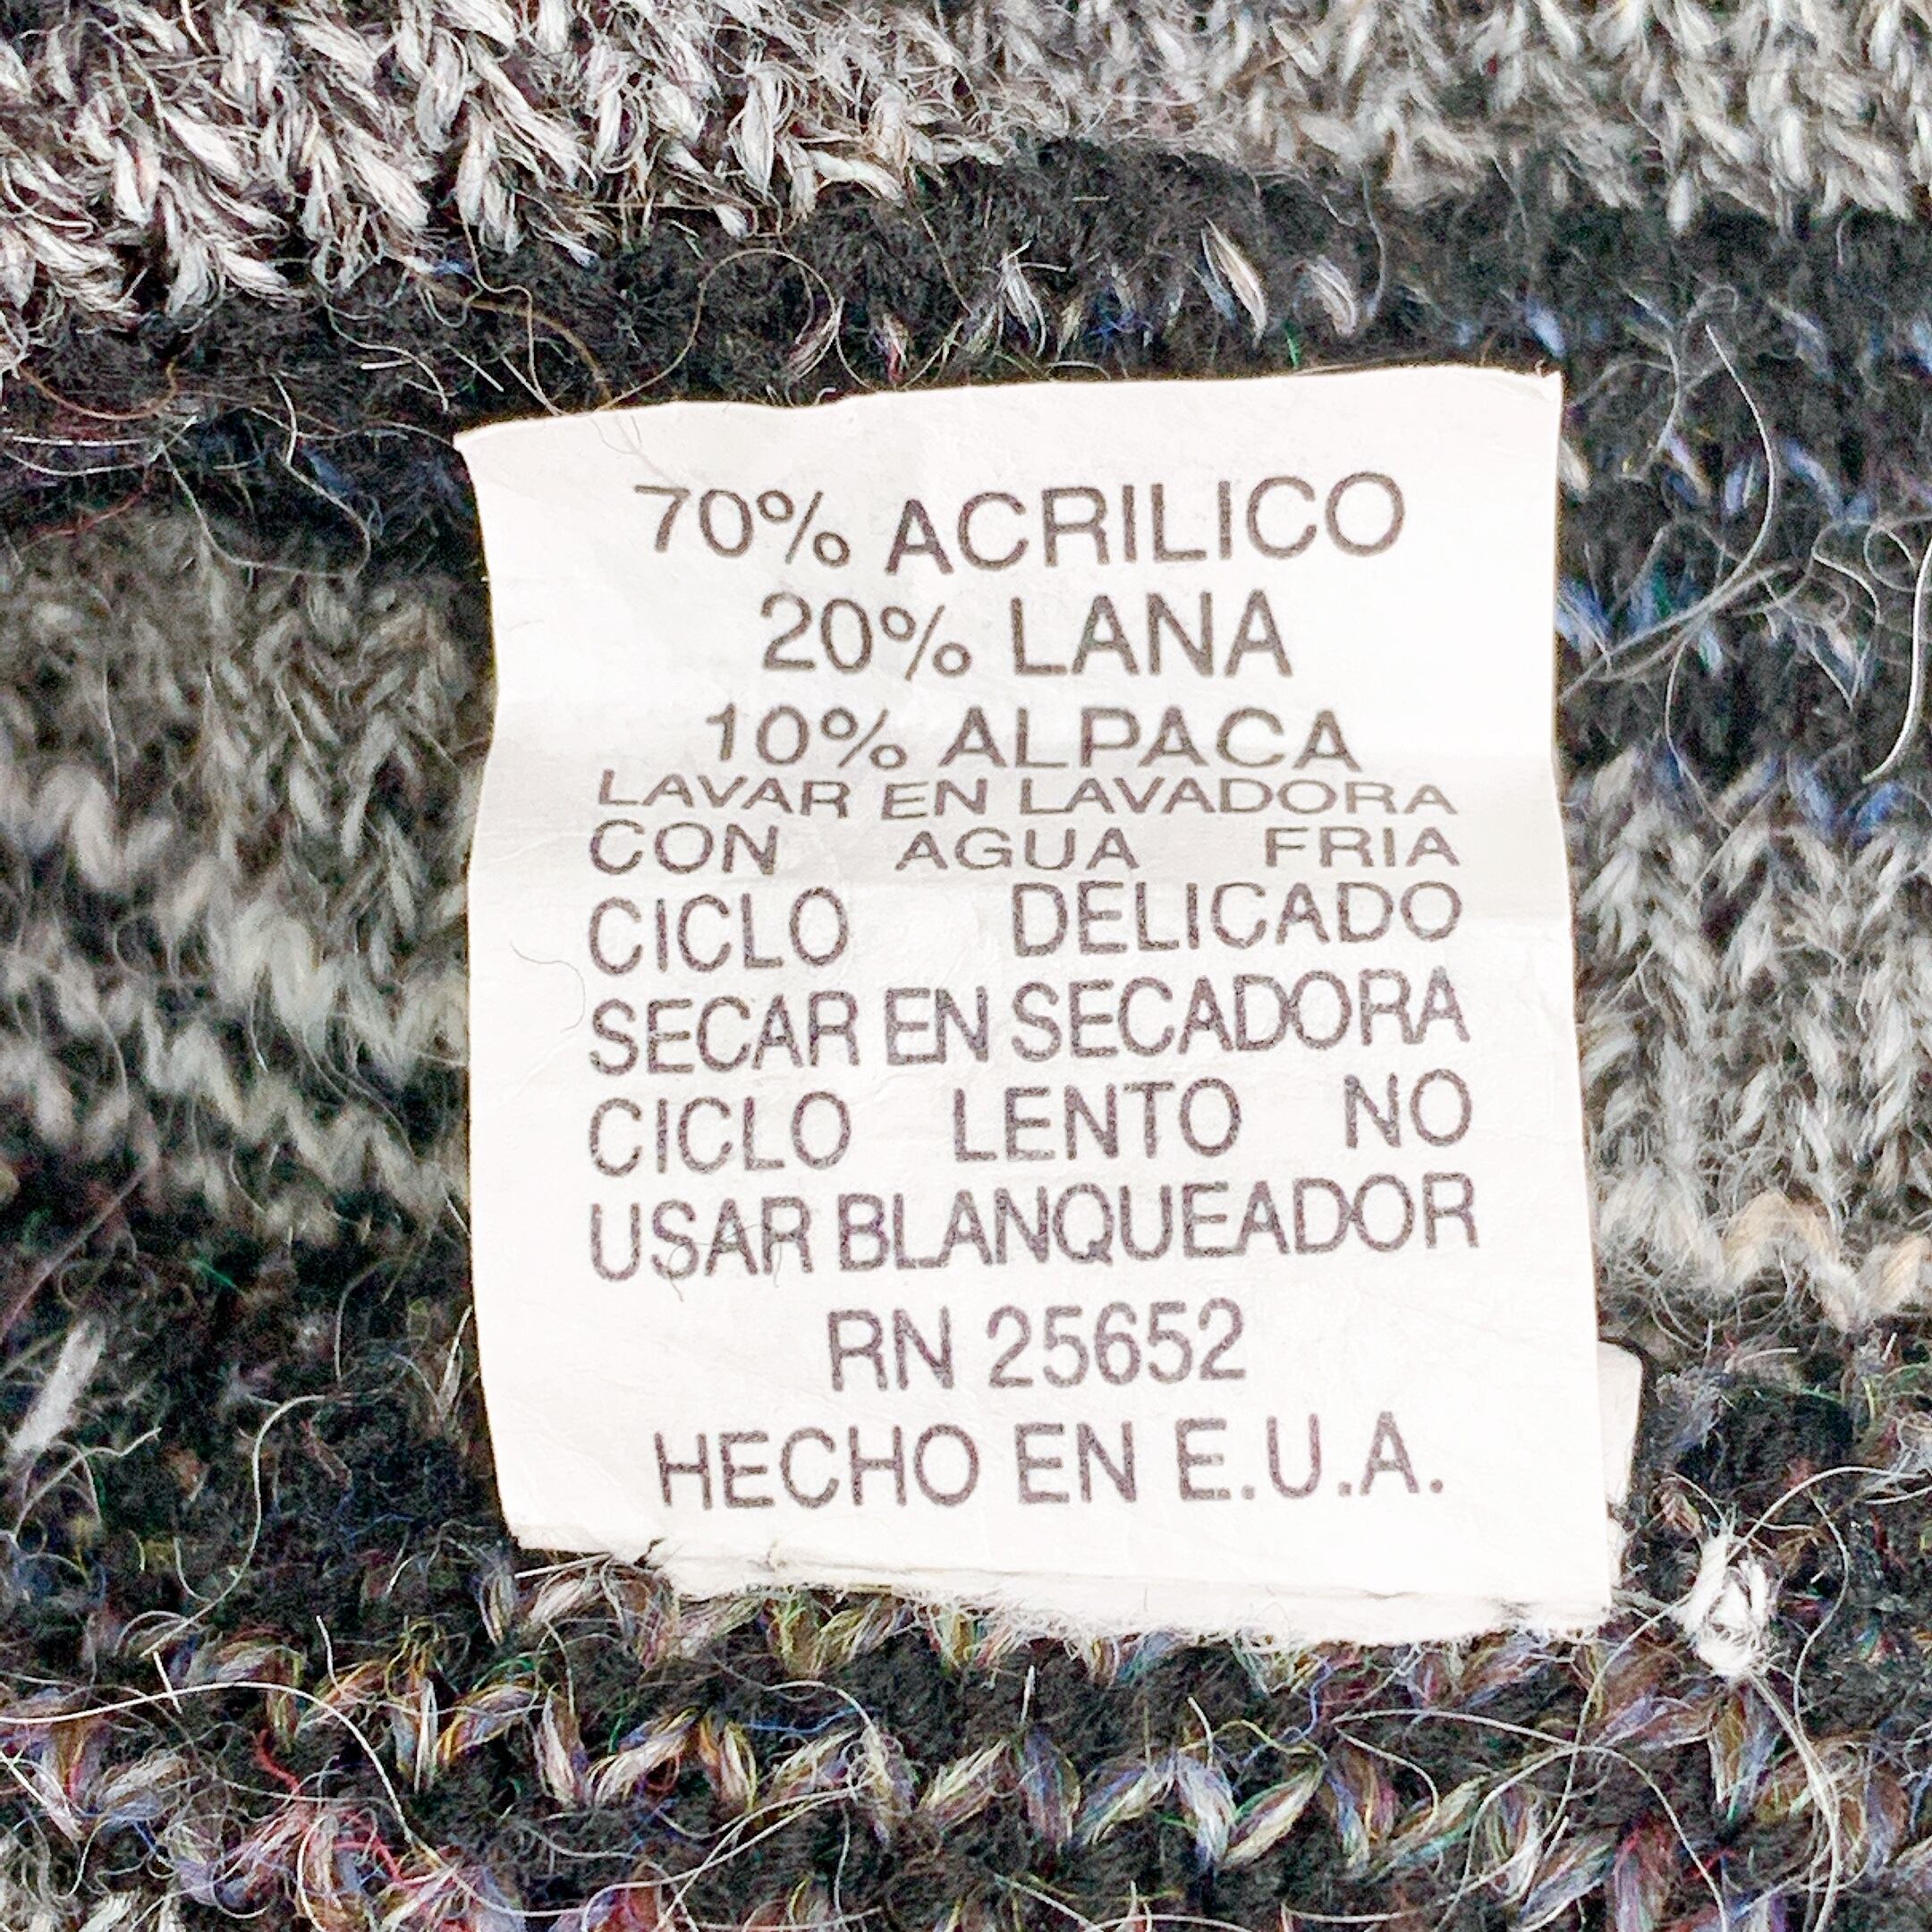 70% ACRILICO
20% LANA
10% ALPACA
LAVAR EN LAVADORA
CON AGUA FRIA
CICLO DELICADO
SECAR EN SECADORA
CICLO LENTO NO
USAR BLANQUEADOR
RN 25652
HECHO EN E.U.A.